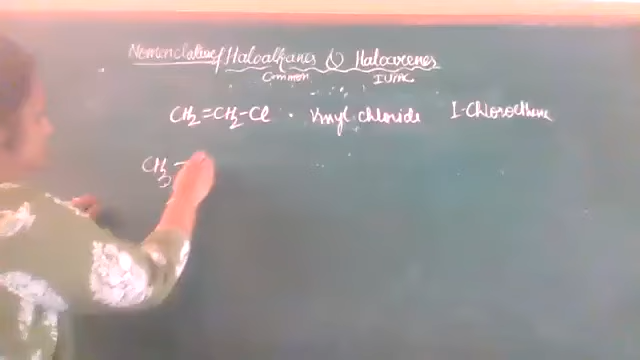 Nomenclature of Haloalkanes & Haloarenes
Common IUPAC
CH2=CH2-Cl . Vinyl chloride 1-Chloroethene
CH3 -